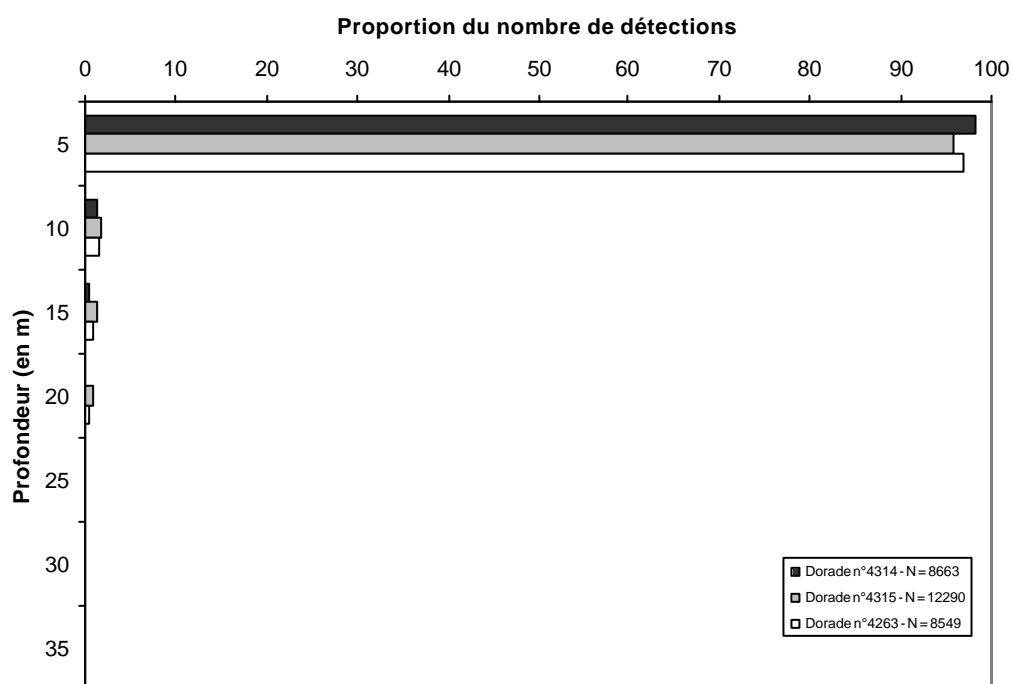 Proportion du nombre de détections
0 10 20 30 40 50 60 70 80 90 100
5
10
15
20
25
30
35
Profondeur (en m)
Dorade n°4314 - N = 8663
Dorade n°4315 - N = 12290
Dorade n°4263 - N = 8549